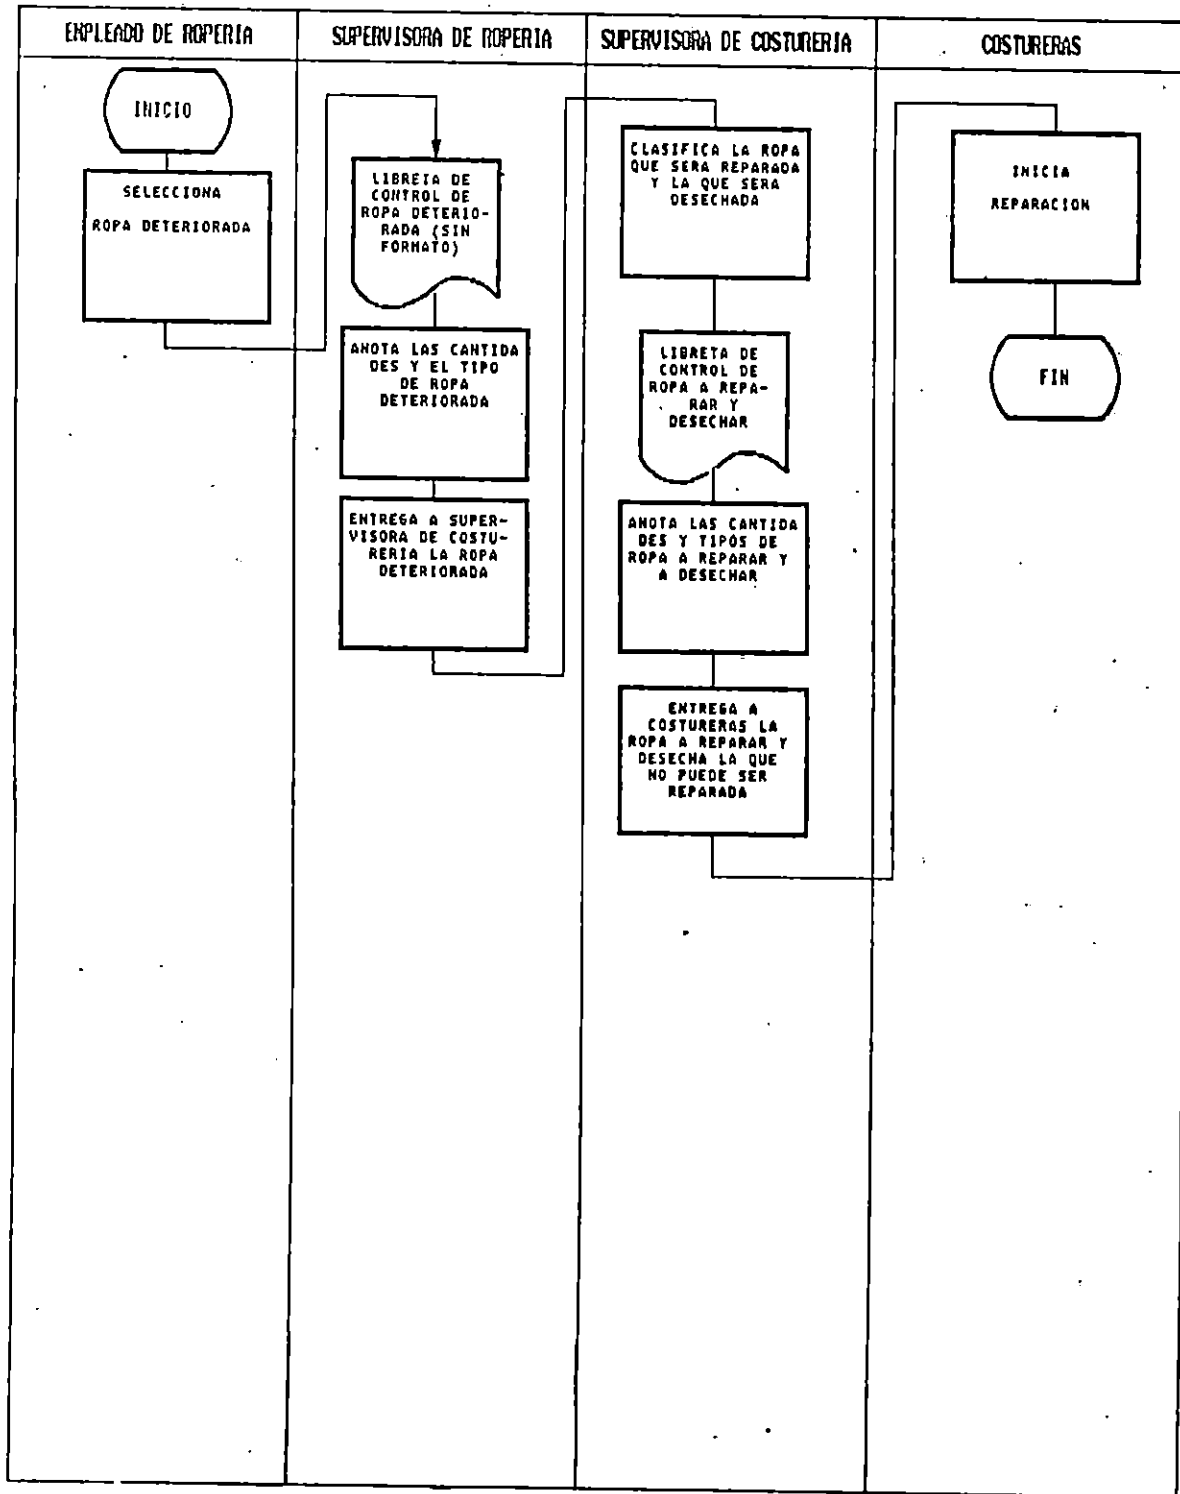 EMPLEADO DE ROPERIA
SUPERVISORA DE ROPERIA
SUPERVISORA DE COSTURERIA
COSTURERAS
INICIO
SELECCIONA
ROPA DETERIORADA
LIBRETA DE
CONTROL DE
ROPA DETERIO-
RADA (SIN
FORMATO)
ANOTA LAS CANTIDA
DES Y EL TIPO
DE ROPA
DETERIORADA
ENTREGA A SUPER-
VISORA DE COSTU-
RERIA LA ROPA
DETERIORADA
CLASIFICA LA ROPA
QUE SERA REPARADA
Y LA QUE SERA
DESECHADA
LIBRETA DE
CONTROL DE
ROPA A REPA-
RAR Y
DESECHAR
ANOTA LAS CANTIDA
DES Y TIPOS DE
ROPA A REPARAR Y
A DESECHAR
ENTREGA A
COSTURERAS LA
ROPA A REPARAR Y
DESECHA LA QUE
NO PUEDE SER
REPARADA
INICIA
REPARACION
FIN